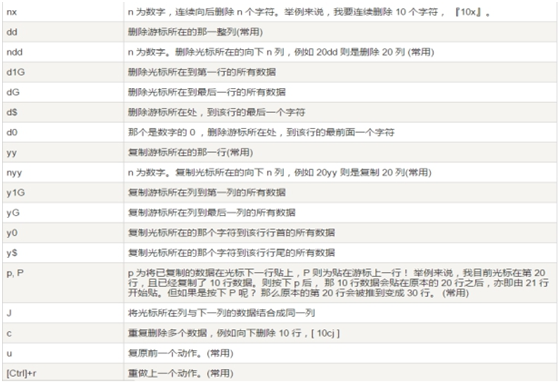 nx n 为数字，连续向后删除 n 个字符。举例来说，我要连续删除 10 个字符， 『10x』。
dd 删除游标所在的那一整列(常用)
ndd n 为数字。删除光标所在的向下 n 列，例如 20dd 则是删除 20 列 (常用)
d1G 删除光标所在到第一行的所有数据
dG 删除光标所在到最后一行的所有数据
d$ 删除游标所在处，到该行的最后一个字符
d0 那个是数字的 0 ，删除游标所在处，到该行的最前面一个字符
yy 复制游标所在的那一行(常用)
nyy n 为数字。复制光标所在的向下 n 列，例如 20yy 则是复制 20 列(常用)
y1G 复制游标所在列到第一列的所有数据
yG 复制游标所在列到最后一列的所有数据
y0 复制光标所在的那个字符到该行行首的所有数据
y$ 复制光标所在的那个字符到该行行尾的所有数据
p, P p 为将已复制的数据在光标下一行贴上，P 则为贴在游标上一行！ 举例来说，我目前光标在第 20
行，且已经复制了 10 行数据。则按下 p 后， 那 10 行数据会贴在原本的 20 行之后，亦即由 21 行
开始贴。但如果是按下 P 呢？ 那么原本的第 20 行会被推到变成 30 行。 (常用)
J 将光标所在列与下一列的数据结合成同一列
c 重复删除多个数据，例如向下删除 10 行，[ 10cj ]
u 复原前一个动作。(常用)
[Ctrl]+r 重做上一个动作。(常用)